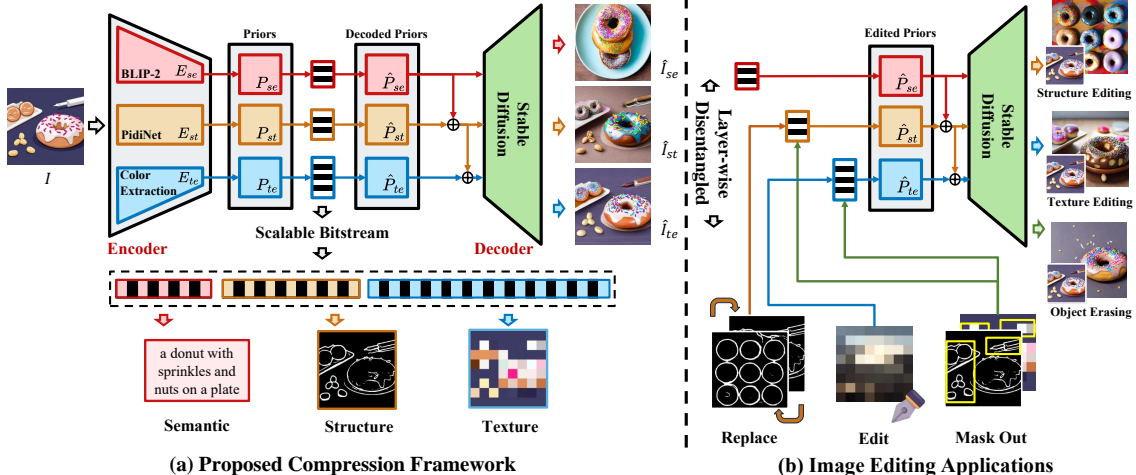 Priors
Decoded Priors
BLIP-2
E_se
P_se
P̂_se
Î_se
PidiNet
E_st
P_st
P̂_st
Î_st
Color
Extraction
E_te
P_te
P̂_te
Î_te
I
Stable
Diffusion
Encoder
Scalable Bitstream
Decoder
a donut with
sprinkles and
nuts on a plate
Semantic
Structure
Texture
(a) Proposed Compression Framework
Layer-wise
Disentangled
Edited Priors
P̂_se
P̂_st
P̂_te
Stable
Diffusion
Structure Editing
Texture Editing
Object Erasing
Replace
Edit
Mask Out
(b) Image Editing Applications